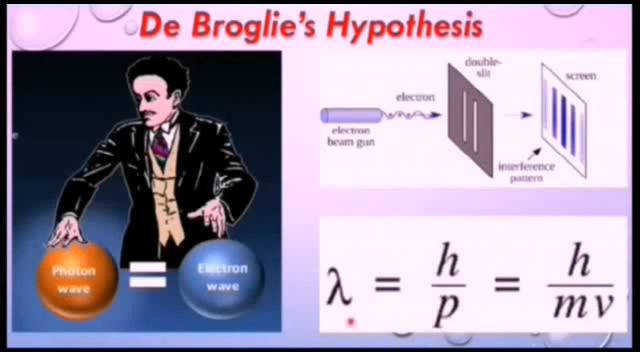 De Broglie's Hypothesis
Photon
wave
=
Electron
wave
electron
beam gun
electron
double-
slit
screen
interference
pattern
λ = h/p = h/mv